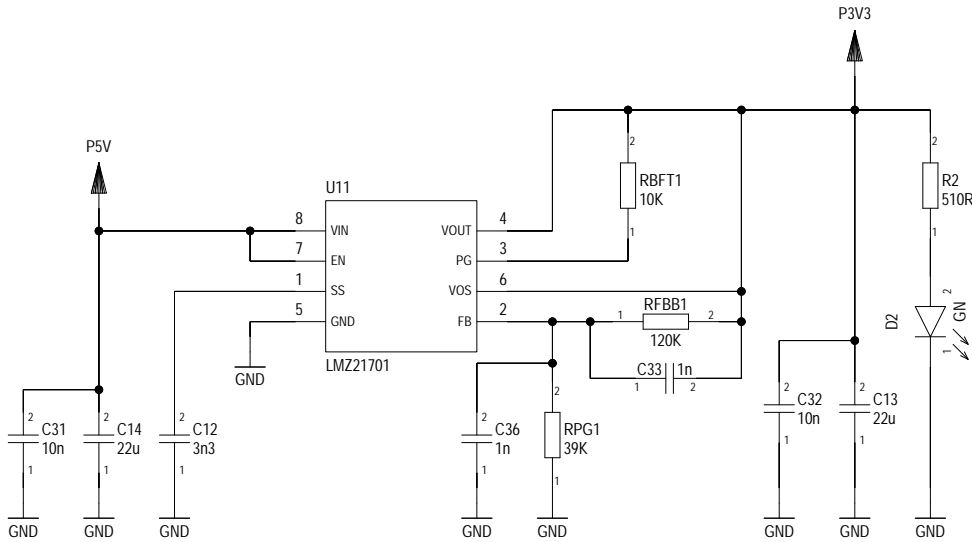 P3V3
P5V
U11
8 VIN VOUT 4
7 EN PG 3
1 SS VOS 6
5 GND FB 2
LMZ21701
2
RBFT1
10K
1
2
R2
510R
1
1 RFBB1 2
120K
C33 1n
1 2
2
GN
D2
1
GND
2
C31
10n
1
GND
2
C14
22u
1
GND
2
C12
3n3
1
GND
2
C36
1n
1
GND
2
RPG1
39K
1
GND
2
C32
10n
1
GND
2
C13
22u
1
GND
GND